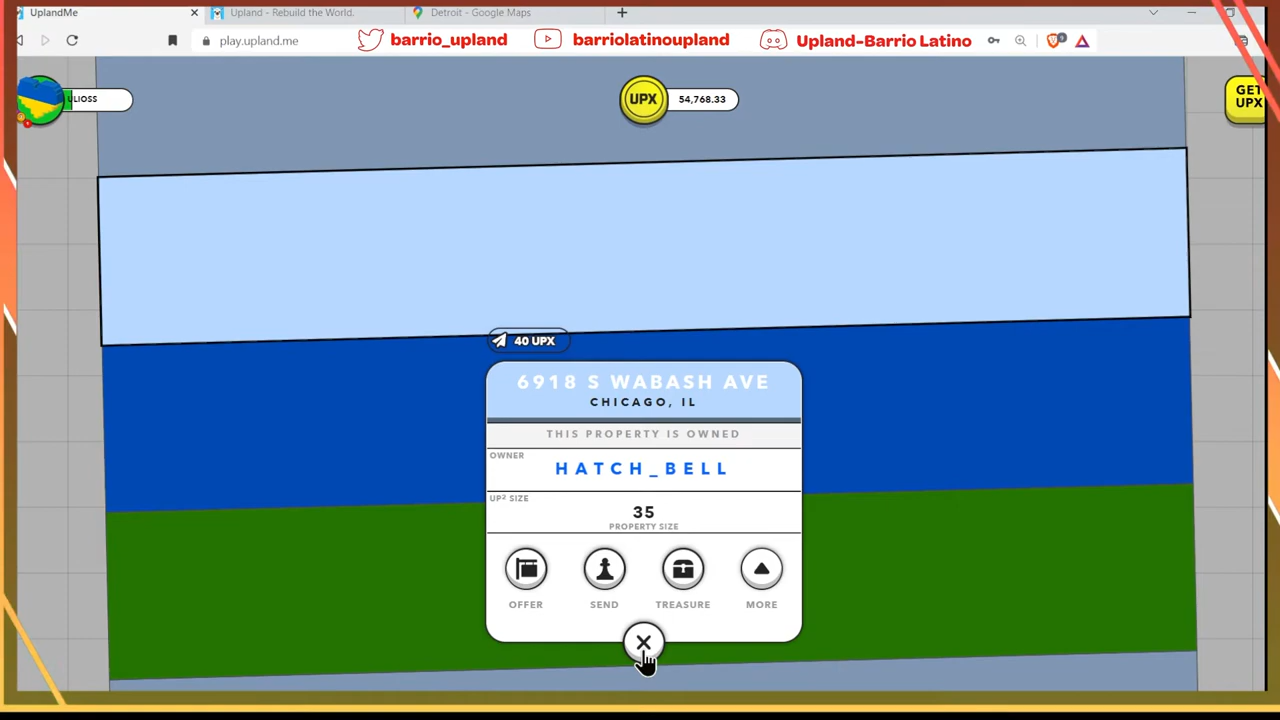 UplandMe
Upland - Rebuild the World.
Detroit - Google Maps
play.upland.me
barrio_upland
barriolatinoupland
Upland-Barrio Latino
ULIOSS
UPX
54,768.33
GET
UPX
40 UPX
6918 S WABASH AVE
CHICAGO, IL
THIS PROPERTY IS OWNED
OWNER
HATCH_BELL
UP² SIZE
35
PROPERTY SIZE
OFFER
SEND
TREASURE
MORE